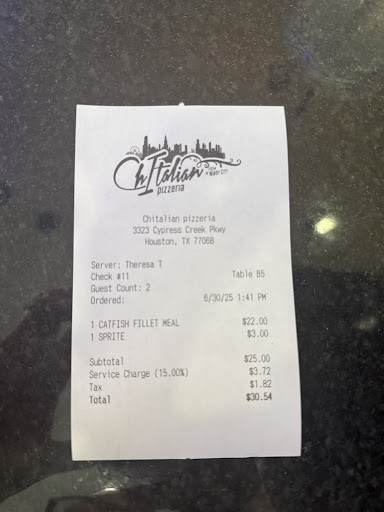 ChItalian
pizzeria
Chitalian pizzeria
3323 Cypress Creek Pkwy
Houston, TX 77068
Server: Theresa T
Check #11 Table B5
Guest Count: 2
Ordered: 6/30/25 1:41 PM
1 CATFISH FILLET MEAL $22.00
1 SPRITE $3.00
Subtotal $25.00
Service Charge (15.00%) $3.72
Tax $1.82
Total $30.54